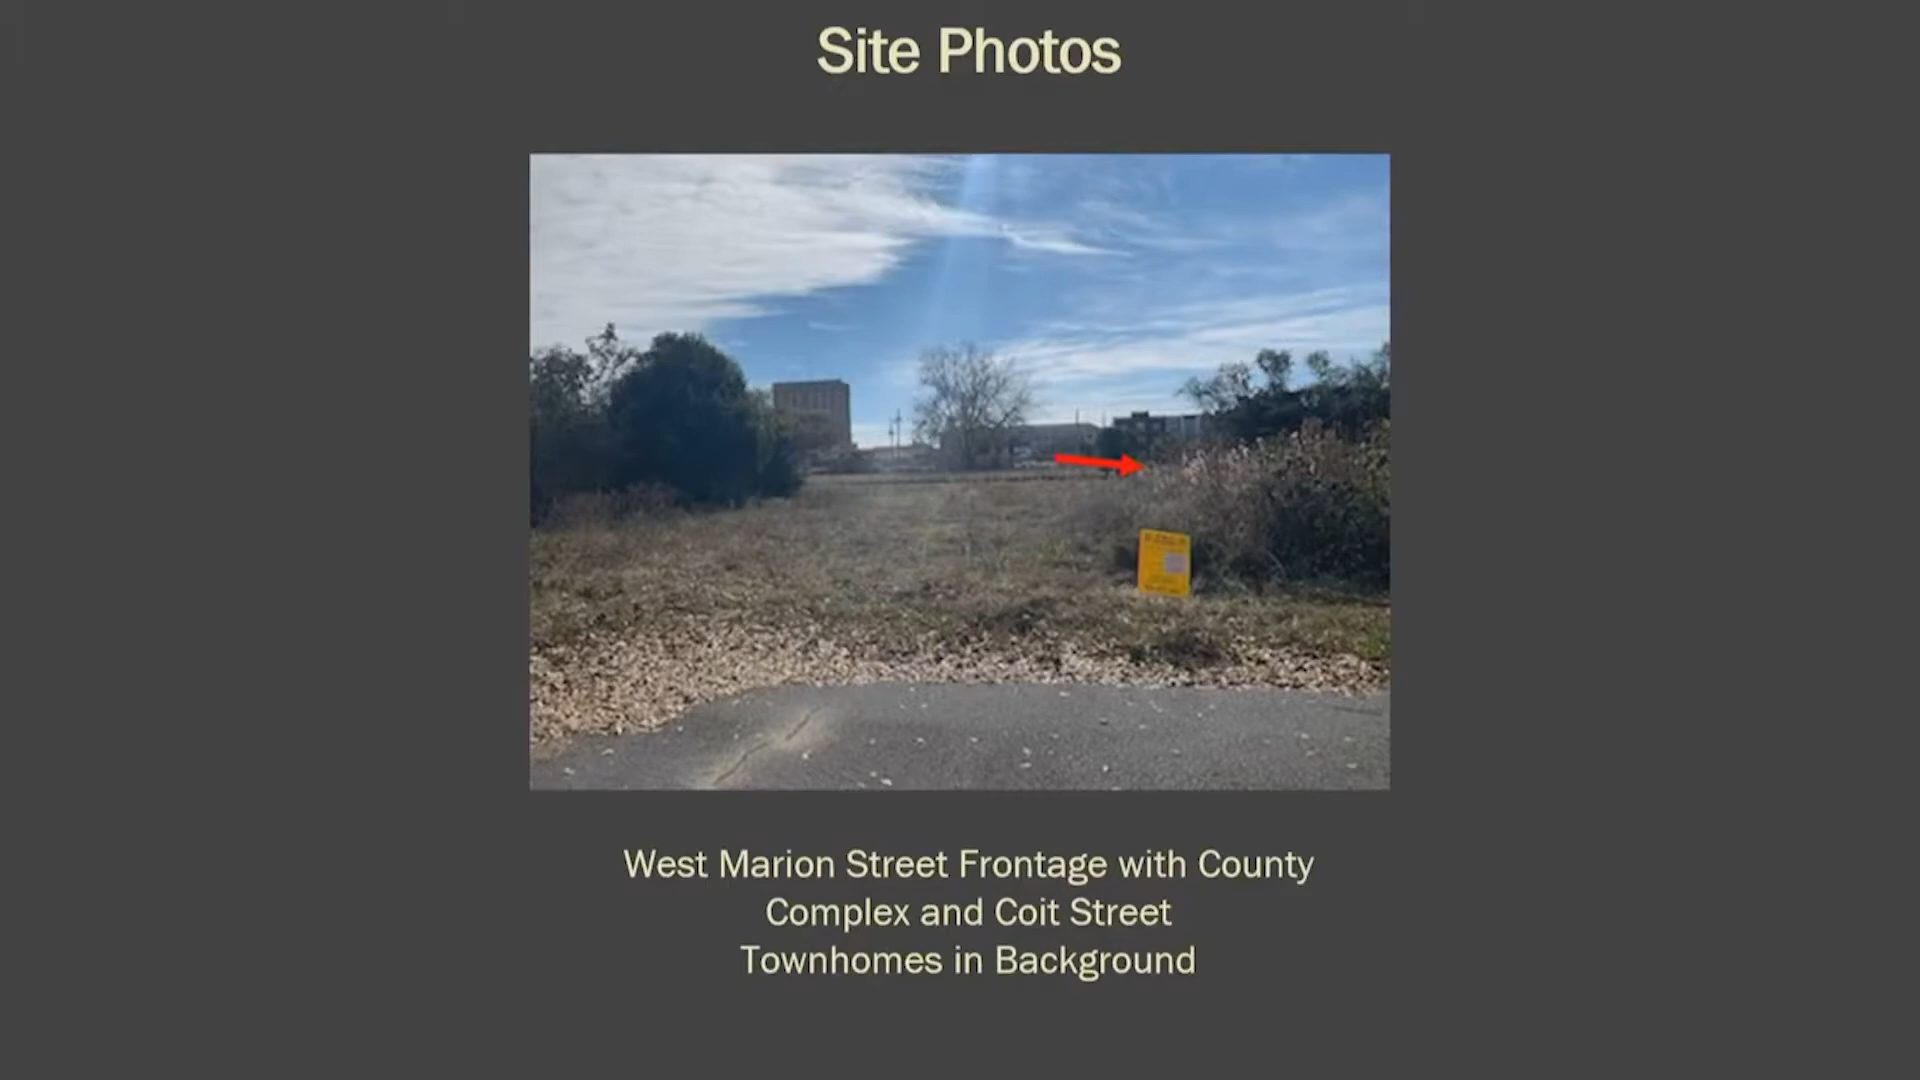 Site Photos
West Marion Street Frontage with County
Complex and Coit Street
Townhomes in Background